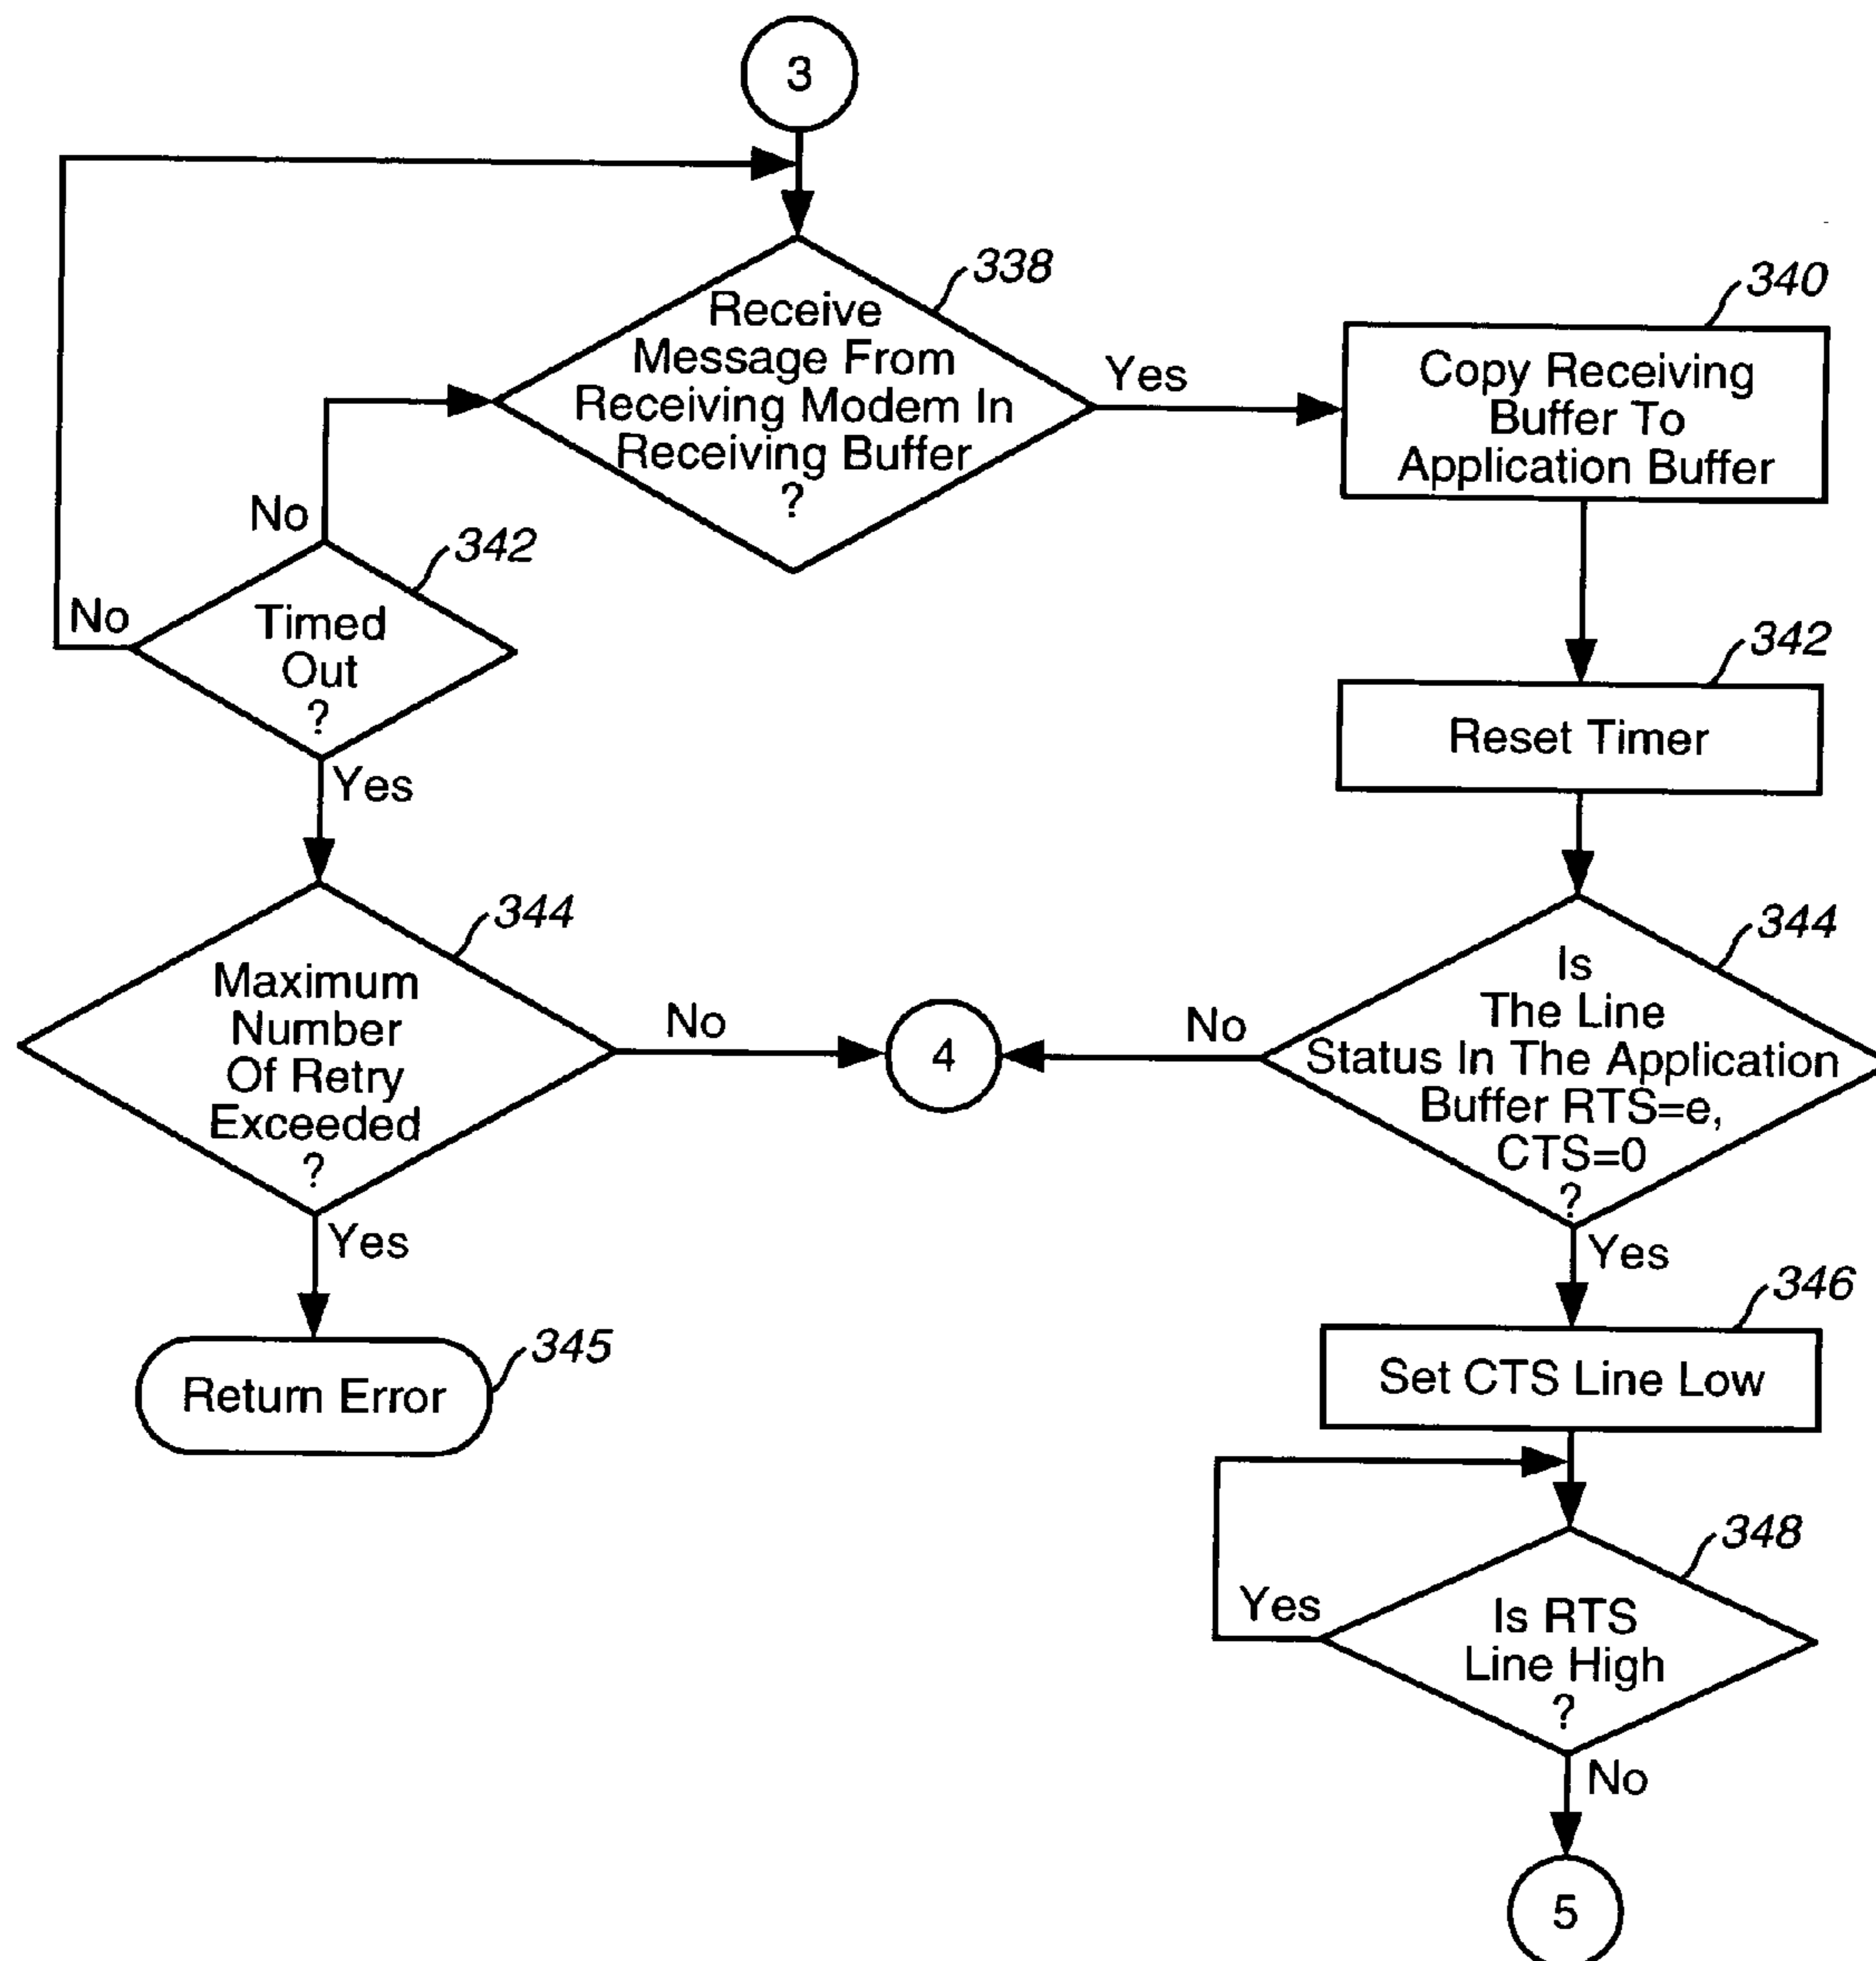 3
338
Receive
Message From
Receiving Modem In
Receiving Buffer
?
Yes
340
Copy Receiving
Buffer To
Application Buffer
No
342
No
Timed
Out
?
Yes
342
Reset Timer
344
Maximum
Number
Of Retry
Exceeded
?
No
4
No
344
Is
The Line
Status In The Application
Buffer RTS=e,
CTS=0
?
Yes
345
Return Error
Yes
346
Set CTS Line Low
348
Yes
Is RTS
Line High
?
No
5